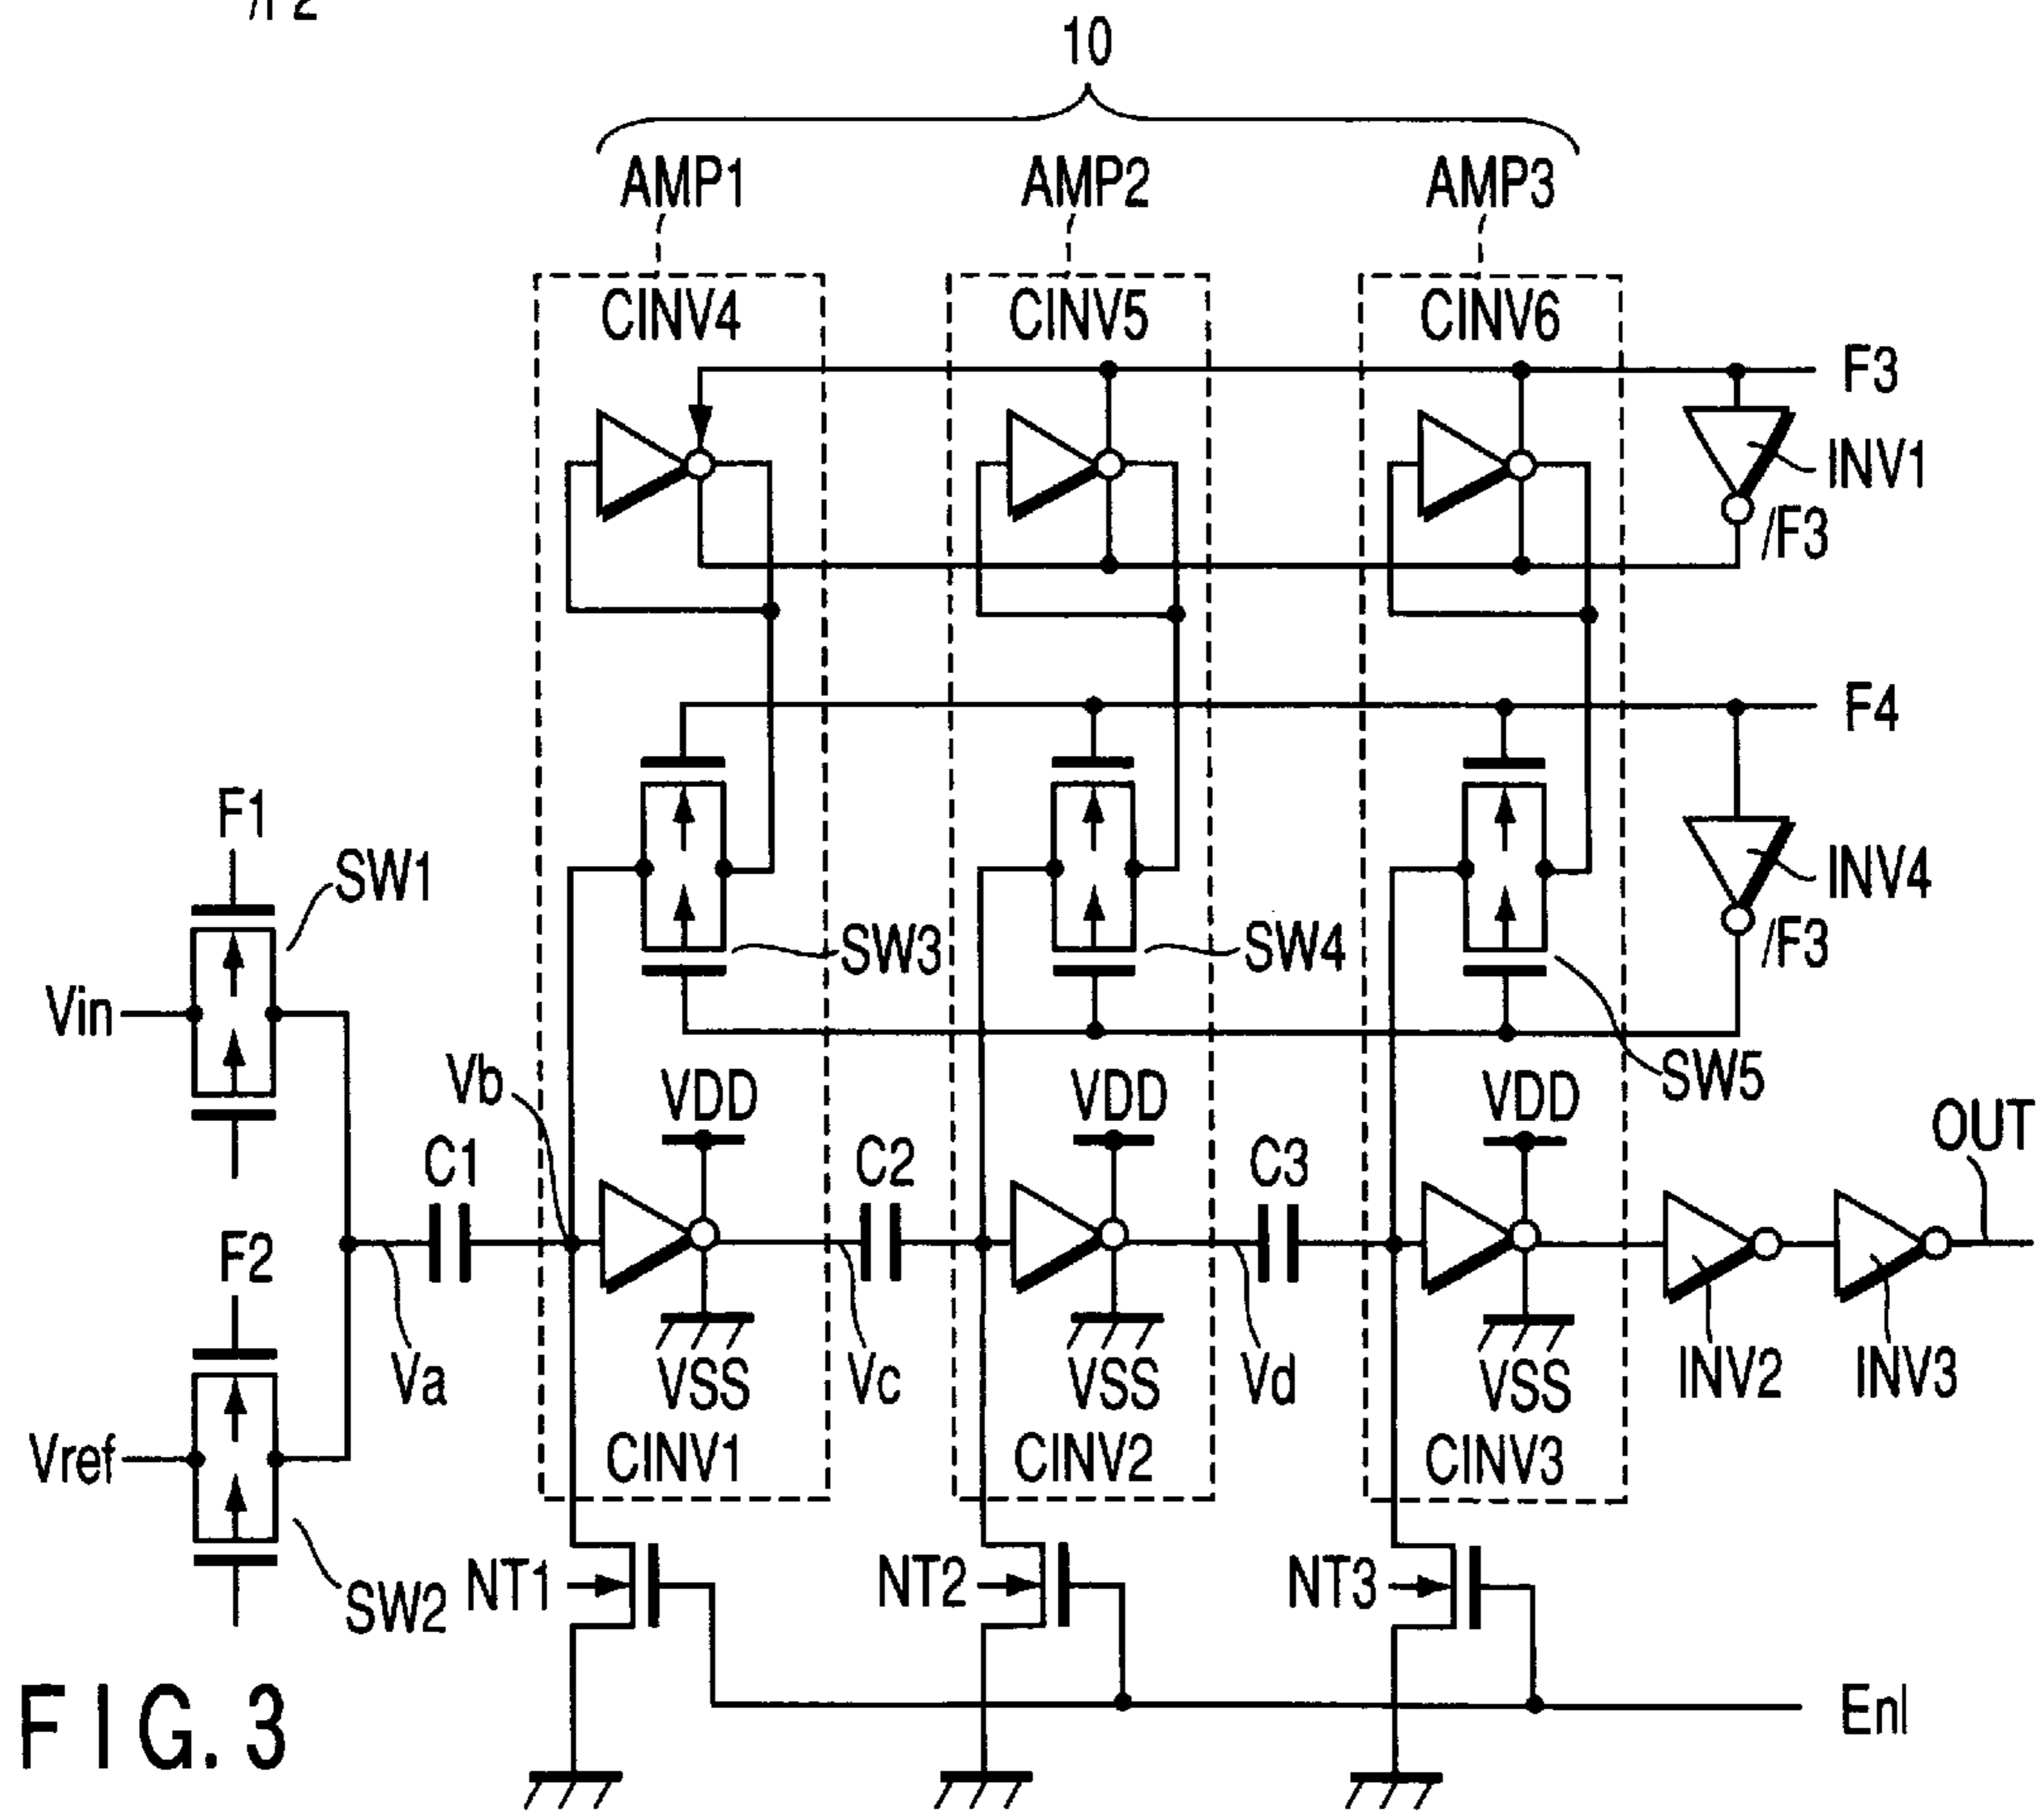 /F2
10
AMP1 AMP2 AMP3
CINV4 CINV5 CINV6
F3
INV1
/F3
F4
F1
SW1
INV4
/F3
SW3 SW4
Vin
SW5
Vb
VDD VDD VDD
OUT
C1 C2 C3
F2
Va VSS Vc VSS Vd VSS INV2 INV3
Vref
CINV1 CINV2 CINV3
SW2
NT1 NT2 NT3
FIG. 3
Enl